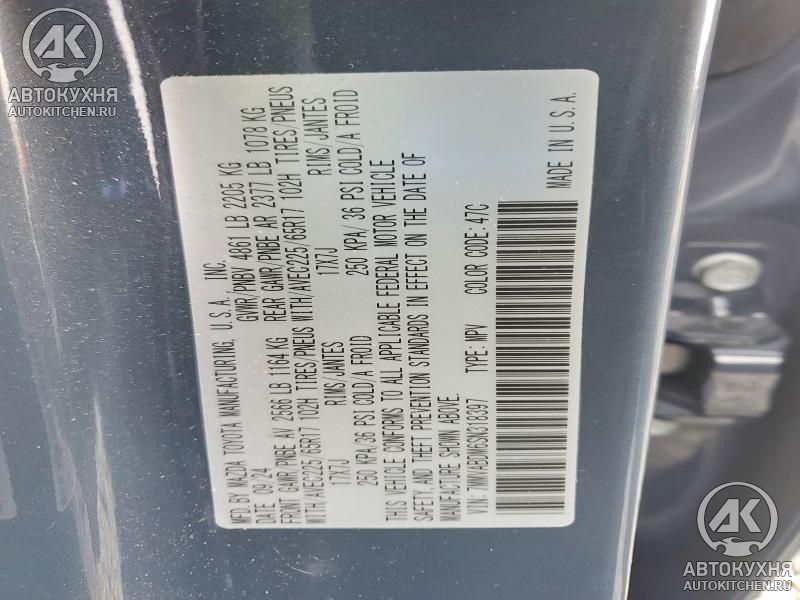 AK
АВТОКУХНЯ
AUTOKITCHEN.RU
MFD.BY MAZDA TOYOTA MANUFACTURING, U.S.A., INC.
DATE 09/24 GVWR/PNBV 4861 LB 2205 KG
FRONT GAWR/PNBE AV 2566 LB 1164 KG REAR GAWR/PNBE AR 2377 LB 1078 KG
WITH/AVEC225/65R17 102H TIRES/PNEUS WITH/AVEC225/65R17 102H TIRES/PNEUS
17X7J RIMS/JANTES 17X7J RIMS/JANTES
250 KPA/ 36 PSI COLD/A FROID 250 KPA/ 36 PSI COLD/A FROID
THIS VEHICLE CONFORMS TO ALL APPLICABLE FEDERAL MOTOR VEHICLE
SAFETY AND THEFT PREVENTION STANDARDS IN EFFECT ON THE DATE OF
MANUFACTURE SHOWN ABOVE.
VIN: 7MMVABDM6SN318397 TYPE: MPV COLOR CODE: 47C
MADE IN U.S.A.
AK
АВТОКУХНЯ
AUTOKITCHEN.RU